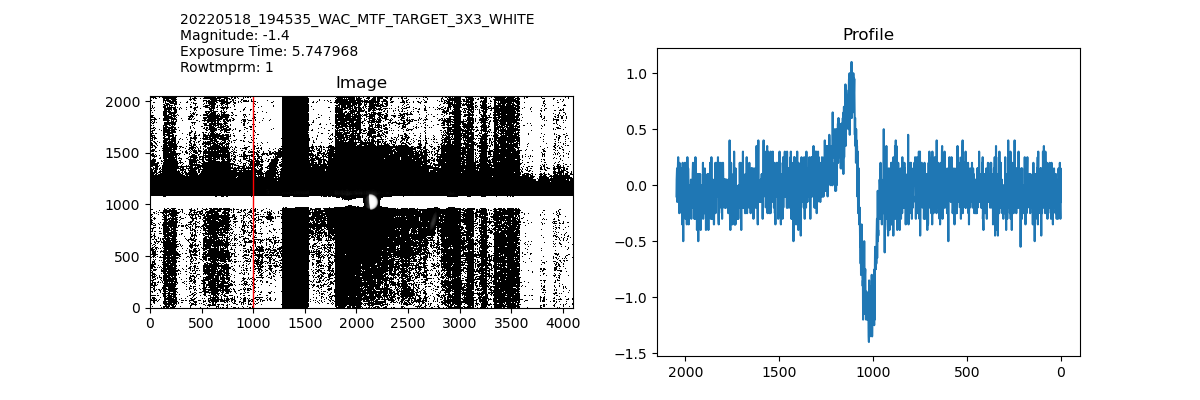 20220518_194535_WAC_MTF_TARGET_3X3_WHITE
Magnitude: -1.4
Exposure Time: 5.747968
Rowtmprm: 1
Image
2000
1500
1000
500
0
0 500 1000 1500 2000 2500 3000 3500 4000
Profile
1.0
0.5
0.0
−0.5
−1.0
−1.5
2000 1500 1000 500 0